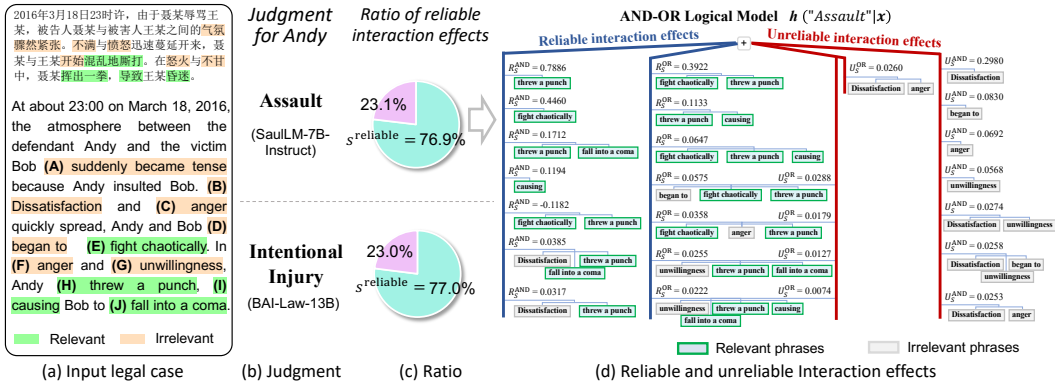 2016年3月18日23时许，由于聂某辱骂王
某，被告人聂某与被害人王某之间的气氛
骤然紧张。不满与愤怒迅速蔓延开来，聂
某与王某开始混乱地厮打。在怒火与不甘
中，聂某挥出一拳，导致王某昏迷。
At about 23:00 on March 18, 2016,
the atmosphere between the
defendant Andy and the victim
Bob (A) suddenly became tense
because Andy insulted Bob. (B)
Dissatisfaction and (C) anger
quickly spread, Andy and Bob (D)
began to (E) fight chaotically. In
(F) anger and (G) unwillingness,
Andy (H) threw a punch, (I)
causing Bob to (J) fall into a coma.
Relevant Irrelevant
(a) Input legal case
Judgment
for Andy
Assault
(SaulLM-7B-
Instruct)
Intentional
Injury
(BAI-Law-13B)
(b) Judgment
Ratio of reliable
interaction effects
23.1%
s^reliable = 76.9%
23.0%
s^reliable = 77.0%
(c) Ratio
AND-OR Logical Model h ("Assault"|x)
Reliable interaction effects
Unreliable interaction effects
+
R_S^AND = 0.7886
threw a punch
R_S^AND = 0.4460
fight chaotically
R_S^AND = 0.1712
threw a punch fall into a coma
R_S^AND = 0.1194
causing
R_S^AND = -0.1182
fight chaotically threw a punch
R_S^AND = 0.0385
Dissatisfaction threw a punch
fall into a coma
R_S^AND = 0.0317
Dissatisfaction threw a punch
R_S^OR = 0.3922
fight chaotically threw a punch
R_S^OR = 0.1133
threw a punch causing
R_S^OR = 0.0647
fight chaotically threw a punch causing
R_S^OR = 0.0575 U_S^OR = 0.0288
began to fight chaotically threw a punch
R_S^OR = 0.0358 U_S^OR = 0.0179
fight chaotically anger threw a punch
R_S^OR = 0.0255 U_S^OR = 0.0127
unwillingness threw a punch fall into a coma
R_S^OR = 0.0222 U_S^OR = 0.0074
unwillingness threw a punch causing
fall into a coma
U_S^OR = 0.0260
Dissatisfaction anger
U_S^AND = 0.2980
Dissatisfaction
U_S^AND = 0.0830
began to
U_S^AND = 0.0692
anger
U_S^AND = 0.0568
unwillingness
U_S^AND = 0.0274
Dissatisfaction unwillingness
U_S^AND = 0.0258
Dissatisfaction began to
unwillingness
U_S^AND = 0.0253
Dissatisfaction anger
Relevant phrases Irrelevant phrases
(d) Reliable and unreliable Interaction effects